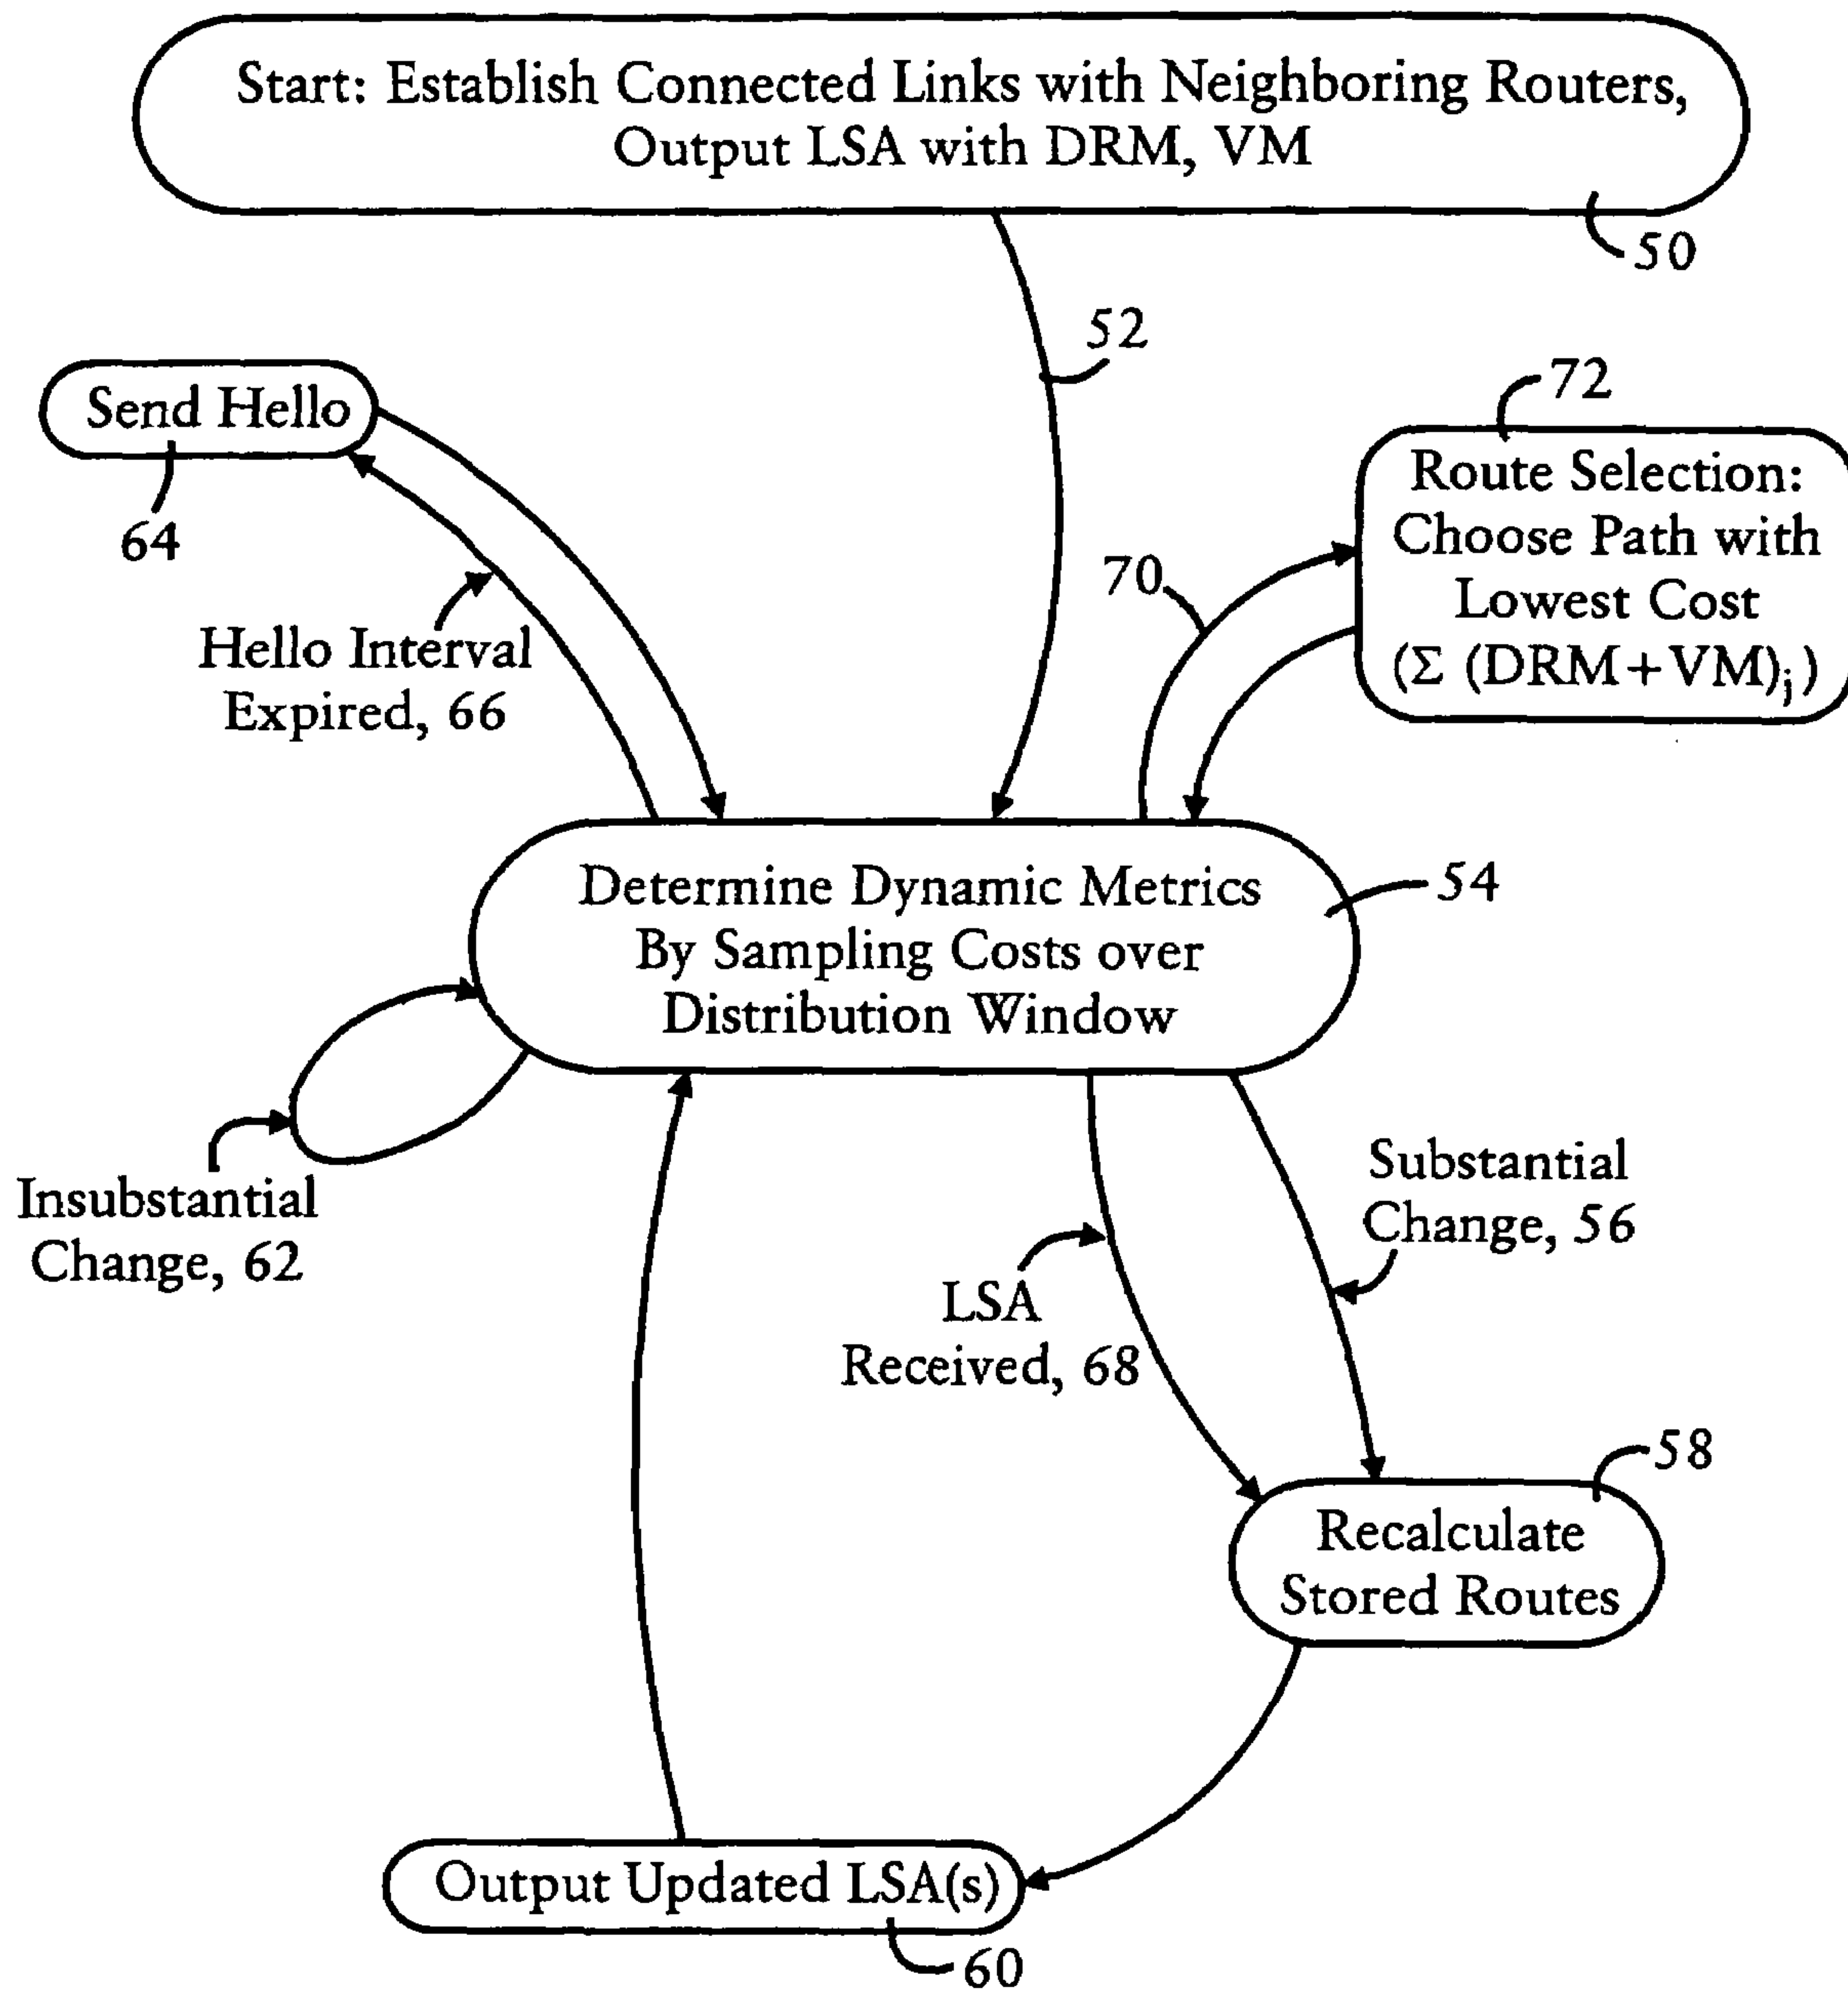 Start: Establish Connected Links with Neighboring Routers,
Output LSA with DRM, VM
50
52
Send Hello
64
72
Route Selection:
Choose Path with
Lowest Cost
(Σ (DRM+VM)j)
70
Hello Interval
Expired, 66
Determine Dynamic Metrics
By Sampling Costs over
Distribution Window
54
Insubstantial
Change, 62
Substantial
Change, 56
LSA
Received, 68
58
Recalculate
Stored Routes
Output Updated LSA(s)
60